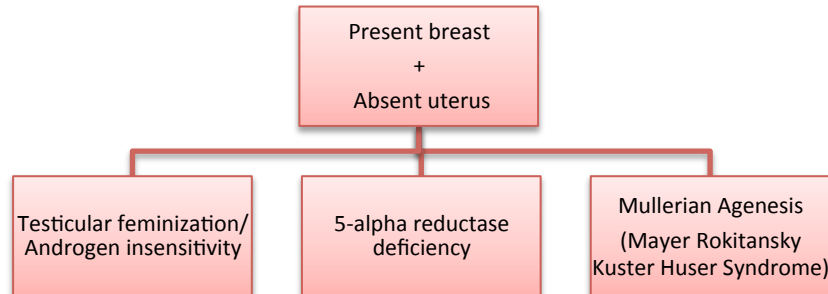 Present breast
+
Absent uterus
Testicular feminization/
Androgen insensitivity
5-alpha reductase
deficiency
Mullerian Agenesis
(Mayer Rokitansky
Kuster Huser Syndrome)